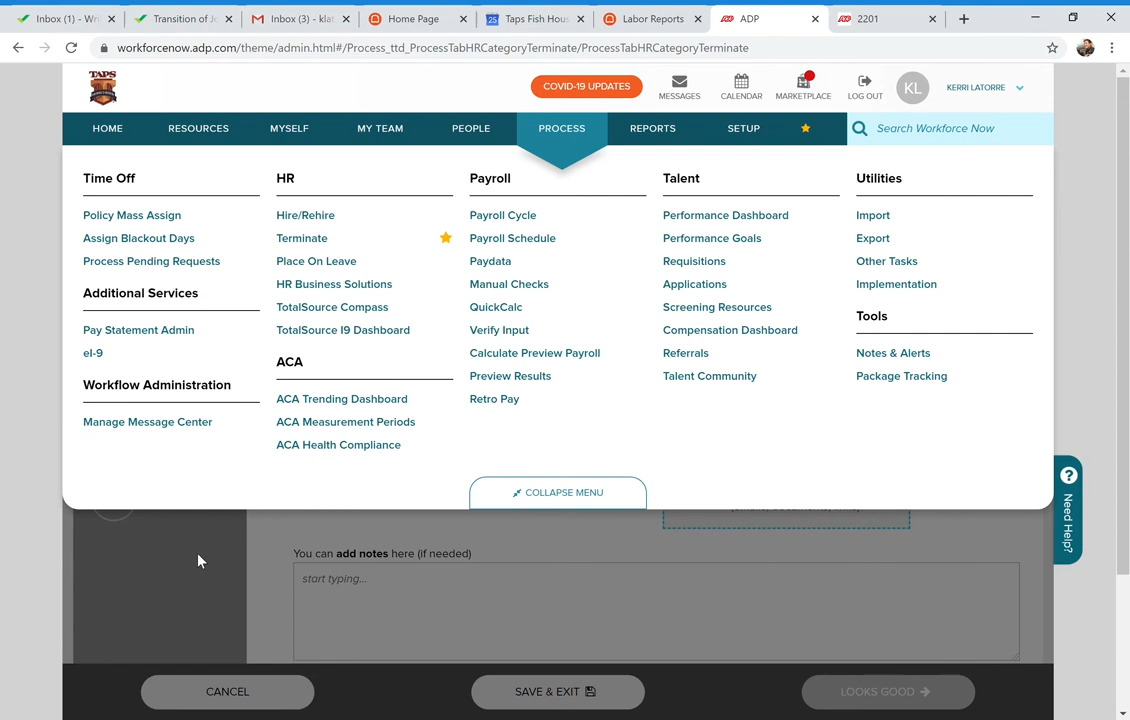 Inbox (1) - Wri
Transition of Jo
Inbox (3) - klat
Home Page
Taps Fish Hous
Labor Reports
ADP
2201
workforcenow.adp.com/theme/admin.html#/Process_ttd_ProcessTabHRCategoryTerminate/ProcessTabHRCategoryTerminate
TAPS
COVID-19 UPDATES
MESSAGES
CALENDAR
MARKETPLACE
LOG OUT
KL
KERRI LATORRE
HOME
RESOURCES
MYSELF
MY TEAM
PEOPLE
PROCESS
REPORTS
SETUP
Search Workforce Now
Time Off
Policy Mass Assign
Assign Blackout Days
Process Pending Requests
Additional Services
Pay Statement Admin
eI-9
Workflow Administration
Manage Message Center
HR
Hire/Rehire
Terminate
Place On Leave
HR Business Solutions
TotalSource Compass
TotalSource I9 Dashboard
ACA
ACA Trending Dashboard
ACA Measurement Periods
ACA Health Compliance
Payroll
Payroll Cycle
Payroll Schedule
Paydata
Manual Checks
QuickCalc
Verify Input
Calculate Preview Payroll
Preview Results
Retro Pay
Talent
Performance Dashboard
Performance Goals
Requisitions
Applications
Screening Resources
Compensation Dashboard
Referrals
Talent Community
Utilities
Import
Export
Other Tasks
Implementation
Tools
Notes & Alerts
Package Tracking
COLLAPSE MENU
Need Help?
You can add notes here (if needed)
start typing...
CANCEL
SAVE & EXIT
LOOKS GOOD